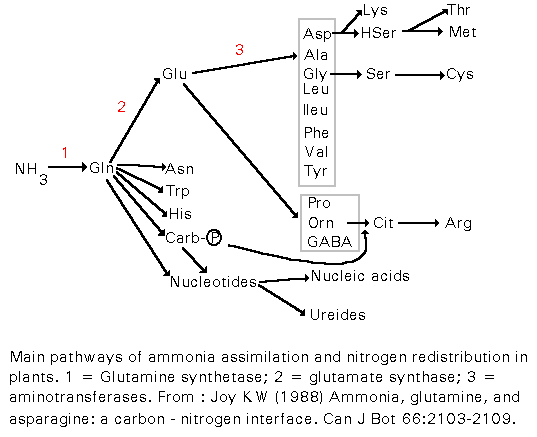 Lys
Thr
Asp
HSer
Met
3
Ala
Glu
Gly
Ser
Cys
Leu
2
Ileu
Phe
1
Val
NH3
Gln
Asn
Tyr
Trp
Pro
His
Orn
Cit
Arg
Carb-P
GABA
Nucleotides
Nucleic acids
Ureides
Main pathways of ammonia assimilation and nitrogen redistribution in
plants. 1 = Glutamine synthetase; 2 = glutamate synthase; 3 =
aminotransferases. From : Joy KW (1988) Ammonia, glutamine, and
asparagine: a carbon - nitrogen interface. Can J Bot 66:2103-2109.